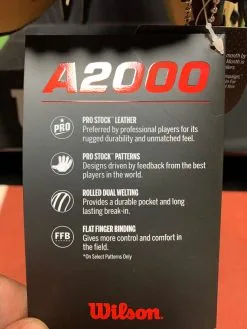 A2000
PRO
PRO STOCK™ LEATHER
Preferred by professional players for its
rugged durability and unmatched feel.
PRO STOCK™ PATTERNS
Designs driven by feedback from the best
players in the world.
ROLLED DUAL WELTING
Provides a durable pocket and long
lasting break-in.
FFB
FLAT FINGER BINDING
Gives more control and comfort in
the field.
*On Select Patterns Only
Wilson